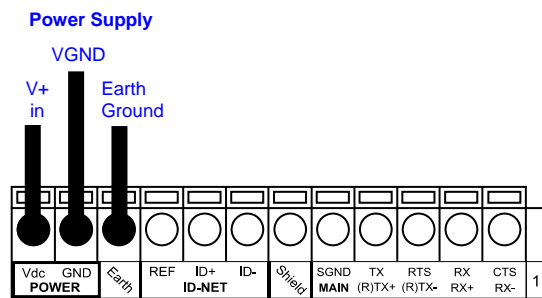 Power Supply
VGND
V+
in
Earth
Ground
Vdc GND Earth REF ID+ ID- Shield SGND TX RTS RX CTS 1
POWER ID-NET MAIN (R)TX+ (R)TX- RX+ RX-